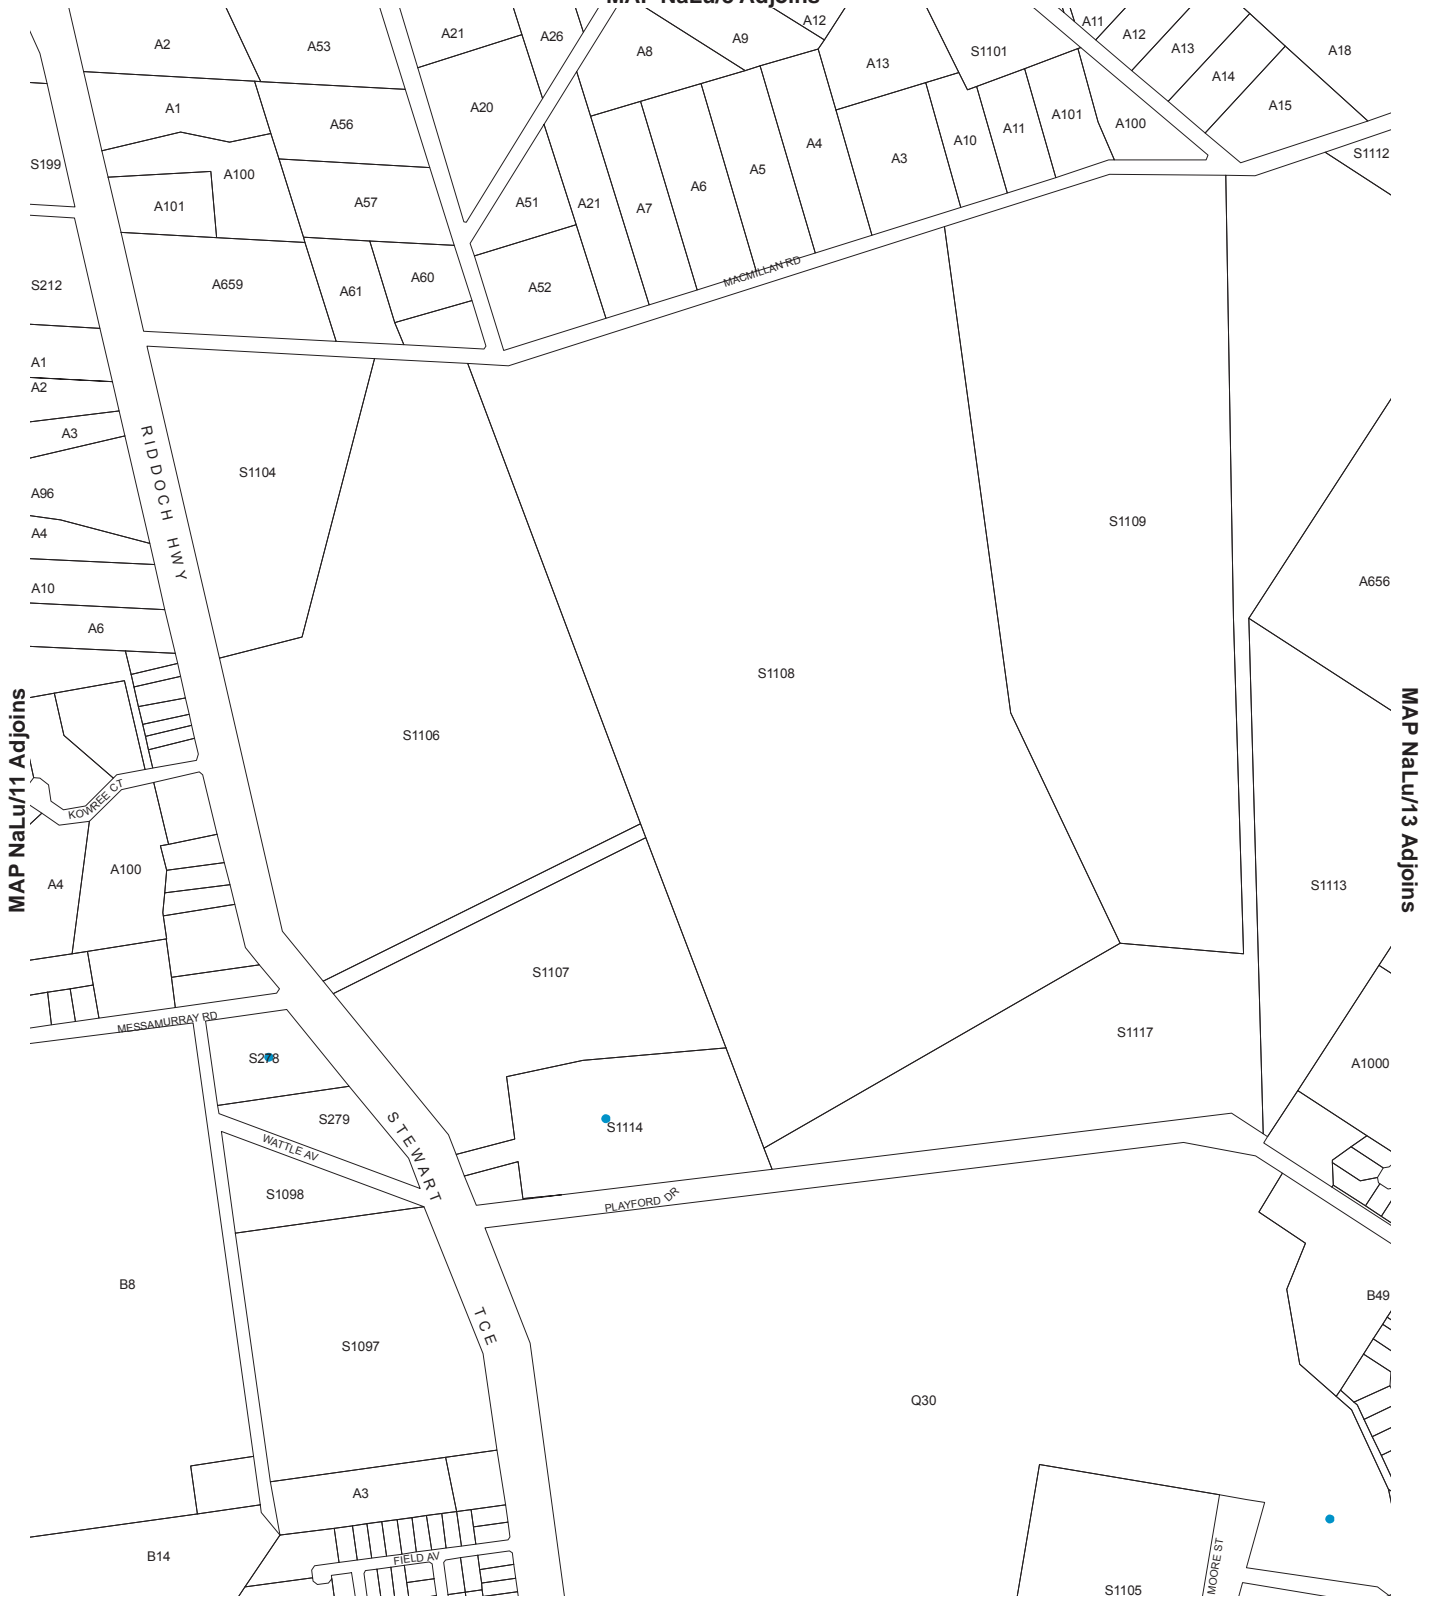 A2
A53
A21
A26
A8
A9
A12
A13
S1101
A11
A12
A13
A14
A18
A1
A56
A20
A15
S199
A100
A4
A3
A10
A11
A101
A100
S1112
A101
A57
A51
A21
A7
A6
A5
S212
A659
A61
A60
A52
MACMILLAN RD
A1
A2
A3
S1104
RIDDOCH HWY
A96
A4
S1109
A10
A656
A6
S1108
MAP NaLu/11 Adjoins
S1106
MAP NaLu/13 Adjoins
KOWREE CT
A4
A100
S1113
S1107
MESSAMURRAY RD
S1117
S278
A1000
S279
S1114
STEWART
WATTLE AV
S1098
PLAYFORD DR
B8
B49
TCE
S1097
Q30
A3
B14
FIELD AV
MOORE ST
S1105